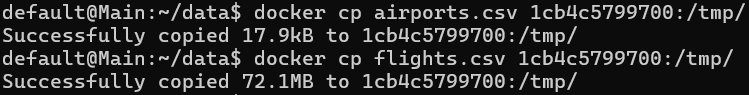 default@Main:~/data$ docker cp airports.csv 1cb4c5799700:/tmp/
Successfully copied 17.9kB to 1cb4c5799700:/tmp/
default@Main:~/data$ docker cp flights.csv 1cb4c5799700:/tmp/
Successfully copied 72.1MB to 1cb4c5799700:/tmp/